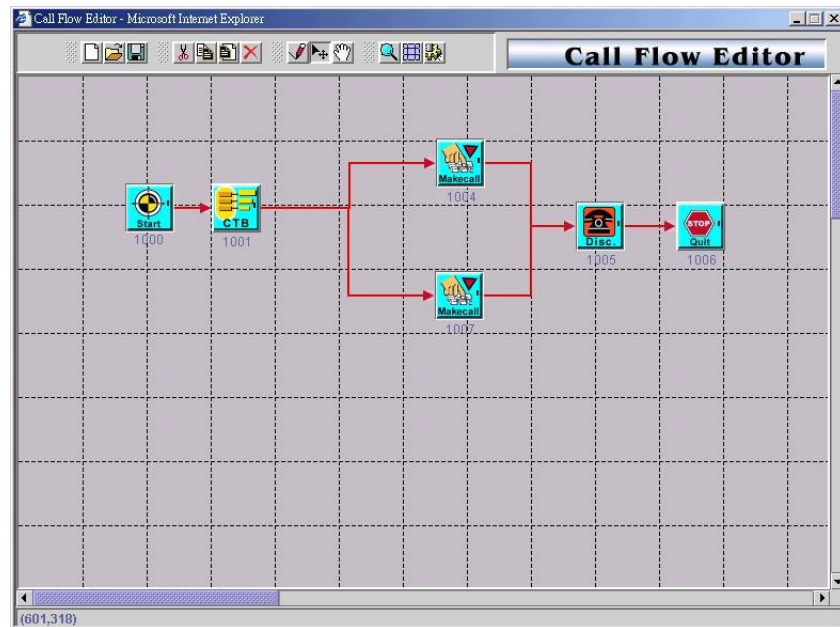 Call Flow Editor - Microsoft Internet Explorer
Call Flow Editor
Makecall
1004
Start
1000
CTB
1001
Disc.
1005
STOP
Quit
1006
Makecall
1007
(601,318)